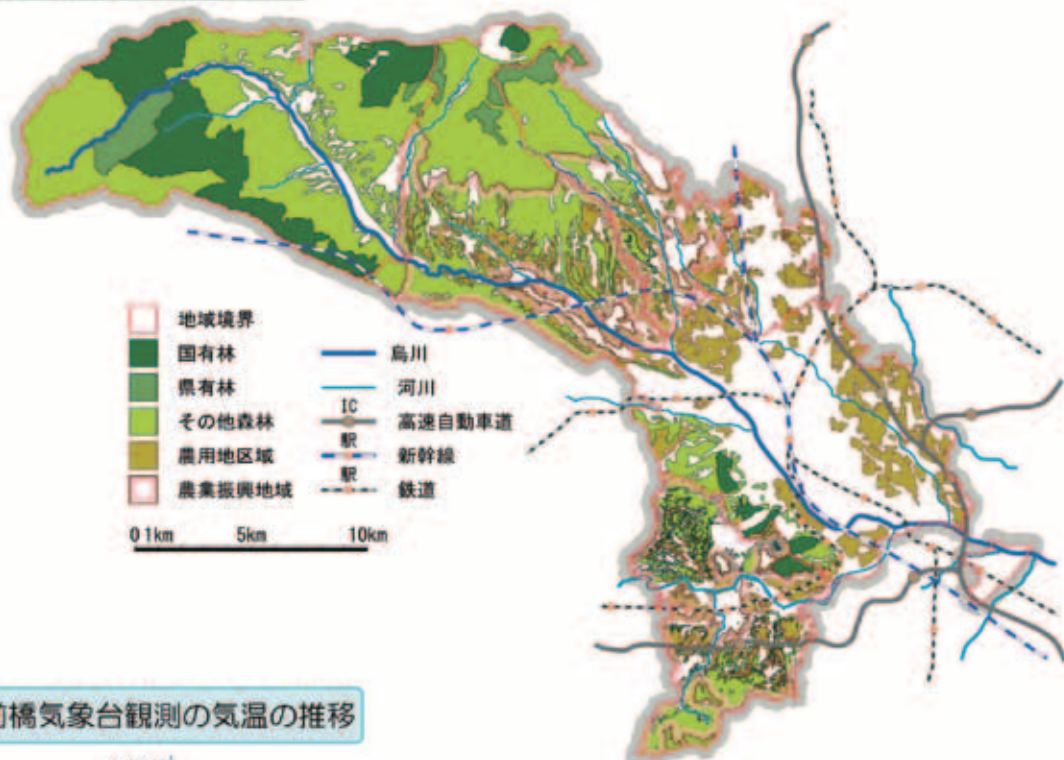 地域境界
国有林
烏川
県有林
河川
IC
その他森林
高速自動車道
駅
農用地区域
新幹線
駅
農業振興地域
鉄道
0 1km 5km 10km
前橋気象台観測の気温の推移